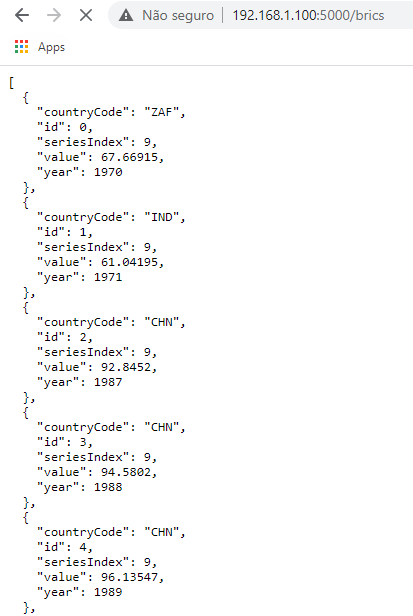 Não seguro 192.168.1.100:5000/brics
Apps
[
  {
    "countryCode": "ZAF",
    "id": 0,
    "seriesIndex": 9,
    "value": 67.66915,
    "year": 1970
  },
  {
    "countryCode": "IND",
    "id": 1,
    "seriesIndex": 9,
    "value": 61.04195,
    "year": 1971
  },
  {
    "countryCode": "CHN",
    "id": 2,
    "seriesIndex": 9,
    "value": 92.8452,
    "year": 1987
  },
  {
    "countryCode": "CHN",
    "id": 3,
    "seriesIndex": 9,
    "value": 94.5802,
    "year": 1988
  },
  {
    "countryCode": "CHN",
    "id": 4,
    "seriesIndex": 9,
    "value": 96.13547,
    "year": 1989
  },